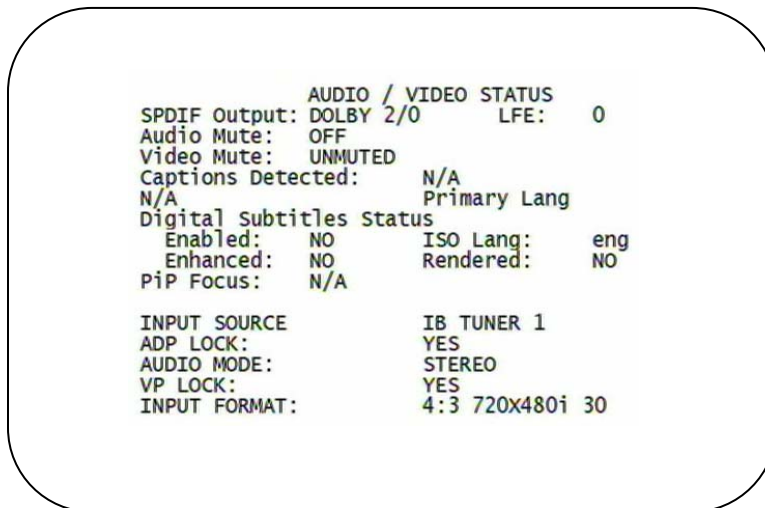 AUDIO / VIDEO STATUS
SPDIF Output: DOLBY 2/0 LFE: 0
Audio Mute: OFF
Video Mute: UNMUTED
Captions Detected: N/A
N/A Primary Lang
Digital Subtitles Status
Enabled: NO ISO Lang: eng
Enhanced: NO Rendered: NO
PiP Focus: N/A
INPUT SOURCE IB TUNER 1
ADP LOCK: YES
AUDIO MODE: STEREO
VP LOCK: YES
INPUT FORMAT: 4:3 720X480i 30